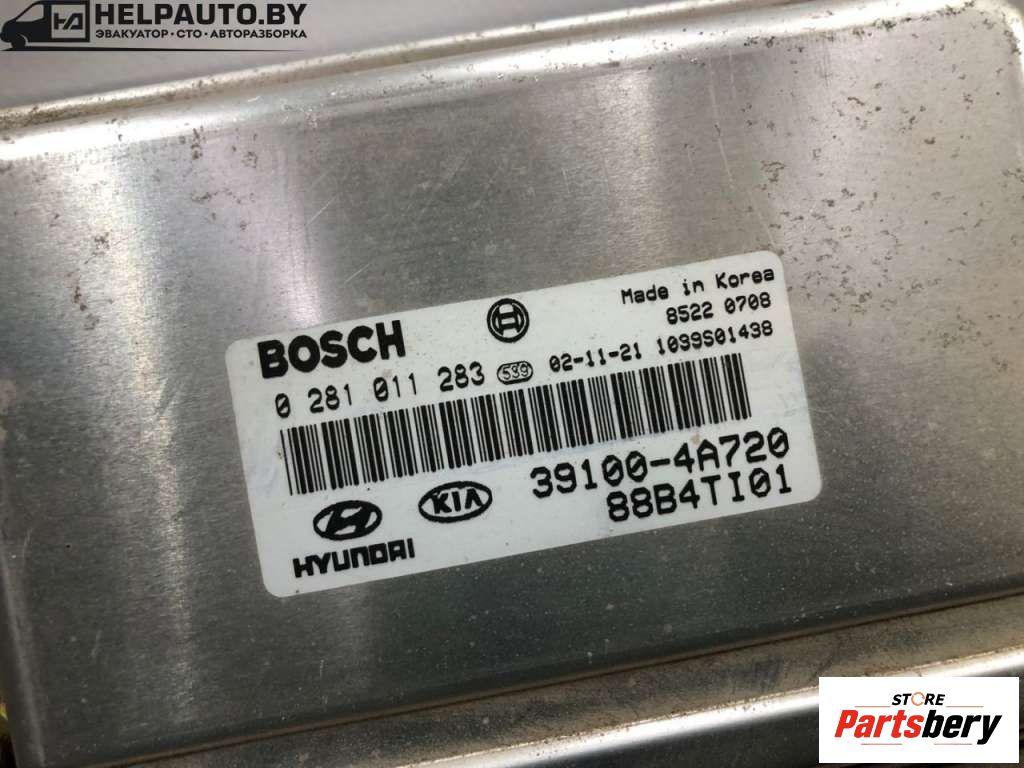 HELPAUTO.BY
ЭВАКУАТОР • СТО • АВТОРАЗБОРКА
Made in Korea
8522 0708
BOSCH
0 281 011 283 539 02-11-21 1039S01438
39100-4A720
88B4TI01
KIA
HYUNDAI
STORE
Partsbery